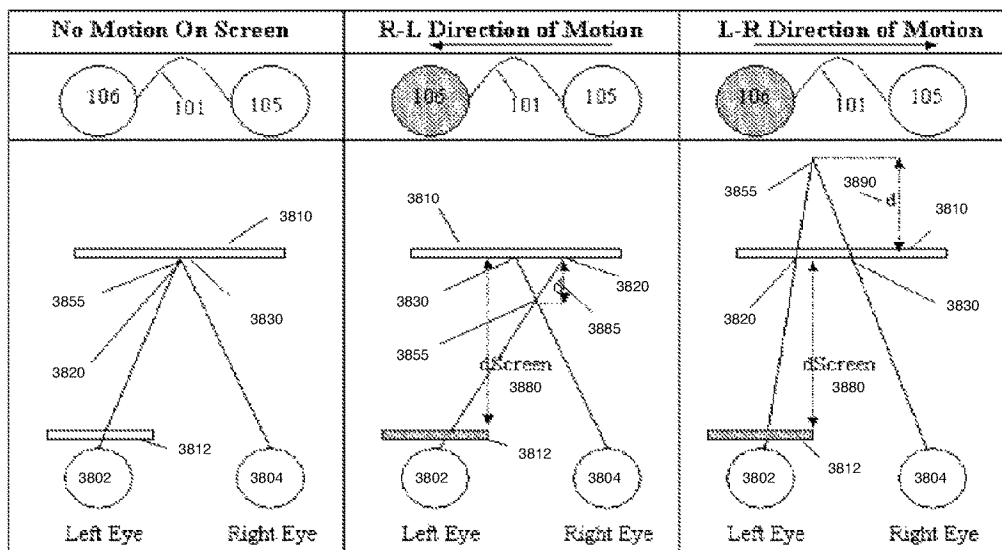 No Motion On Screen
R-L Direction of Motion
L-R Direction of Motion
106 101 105
106 101 105
106 101 105
3810
3855
3820
3830
3812
3802
3804
Left Eye Right Eye
3810
3830
3820
3855
3885
dScreen
3880
3812
3802
3804
Left Eye Right Eye
3855
3890
d
3810
3820
3830
dScreen
3880
3812
3802
3804
Left Eye Right Eye